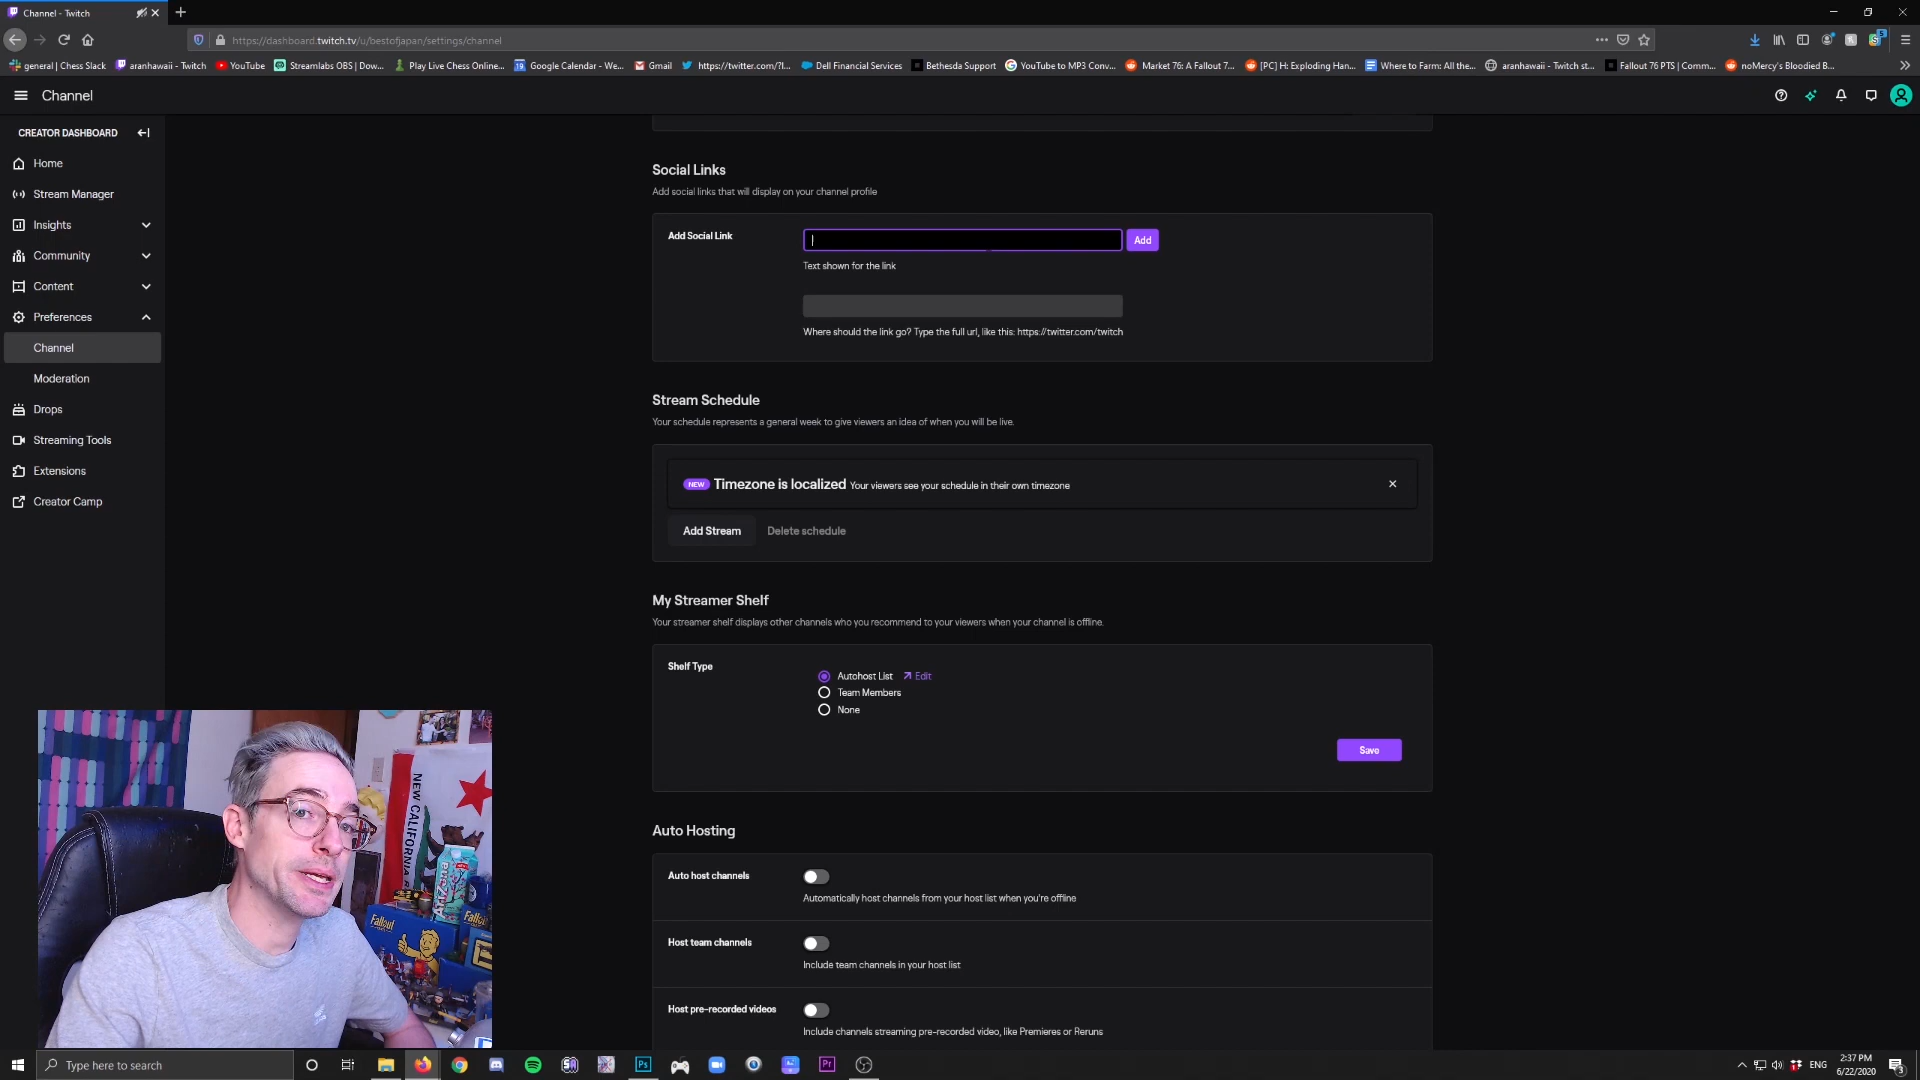 Channel - Twitch
https://dashboard.twitch.tv/u/bestofjapan/settings/channel
general | Chess Slack
aranhawaii - Twitch
YouTube
Streamlabs OBS | Dow...
Play Live Chess Online...
Google Calendar - We...
Gmail
https://twitter.com/?l...
Dell Financial Services
Bethesda Support
YouTube to MP3 Conv...
Market 76: A Fallout 7...
[PC] H: Exploding Han...
Where to Farm: All the...
aranhawaii - Twitch st...
Fallout 76 PTS | Comm...
noMercy's Bloodied B...
Channel
CREATOR DASHBOARD
Home
Stream Manager
Insights
Community
Content
Preferences
Channel
Moderation
Drops
Streaming Tools
Extensions
Creator Camp
Social Links
Add social links that will display on your channel profile
Add Social Link
Add
Text shown for the link
Where should the link go? Type the full url, like this: https://twitter.com/twitch
Stream Schedule
Your schedule represents a general week to give viewers an idea of when you will be live.
NEW Timezone is localized Your viewers see your schedule in their own timezone
Add Stream
Delete schedule
My Streamer Shelf
Your streamer shelf displays other channels who you recommend to your viewers when your channel is offline.
Shelf Type
Autohost List
Edit
Team Members
None
Save
Auto Hosting
Auto host channels
Automatically host channels from your host list when you're offline
Host team channels
Include team channels in your host list
Host pre-recorded videos
Include channels streaming pre-recorded video, like Premieres or Reruns
NEW CALIFORNIA
AriZona
Fallout
Type here to search
Ps
Pr
ENG
2:37 PM
6/22/2020